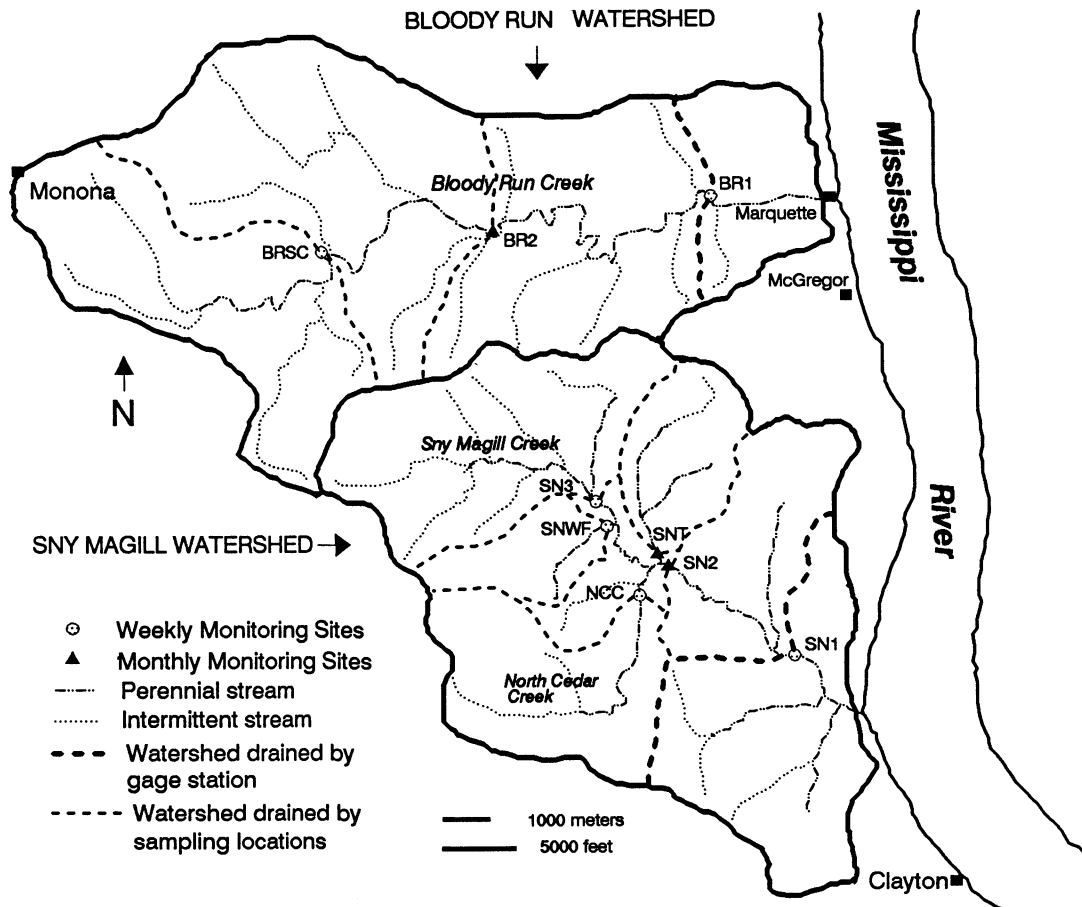 BLOODY RUN WATERSHED
Mississippi
Monona
Bloody Run Creek
BR1
Marquette
BRSC
BR2
McGregor
N
Sny Magill Creek
SN3
SNWF
SNT
SN2
River
SNY MAGILL WATERSHED
NCC
SN1
North Cedar
Creek
Weekly Monitoring Sites
Monthly Monitoring Sites
Perennial stream
Intermittent stream
Watershed drained by
gage station
Watershed drained by
sampling locations
1000 meters
5000 feet
Clayton